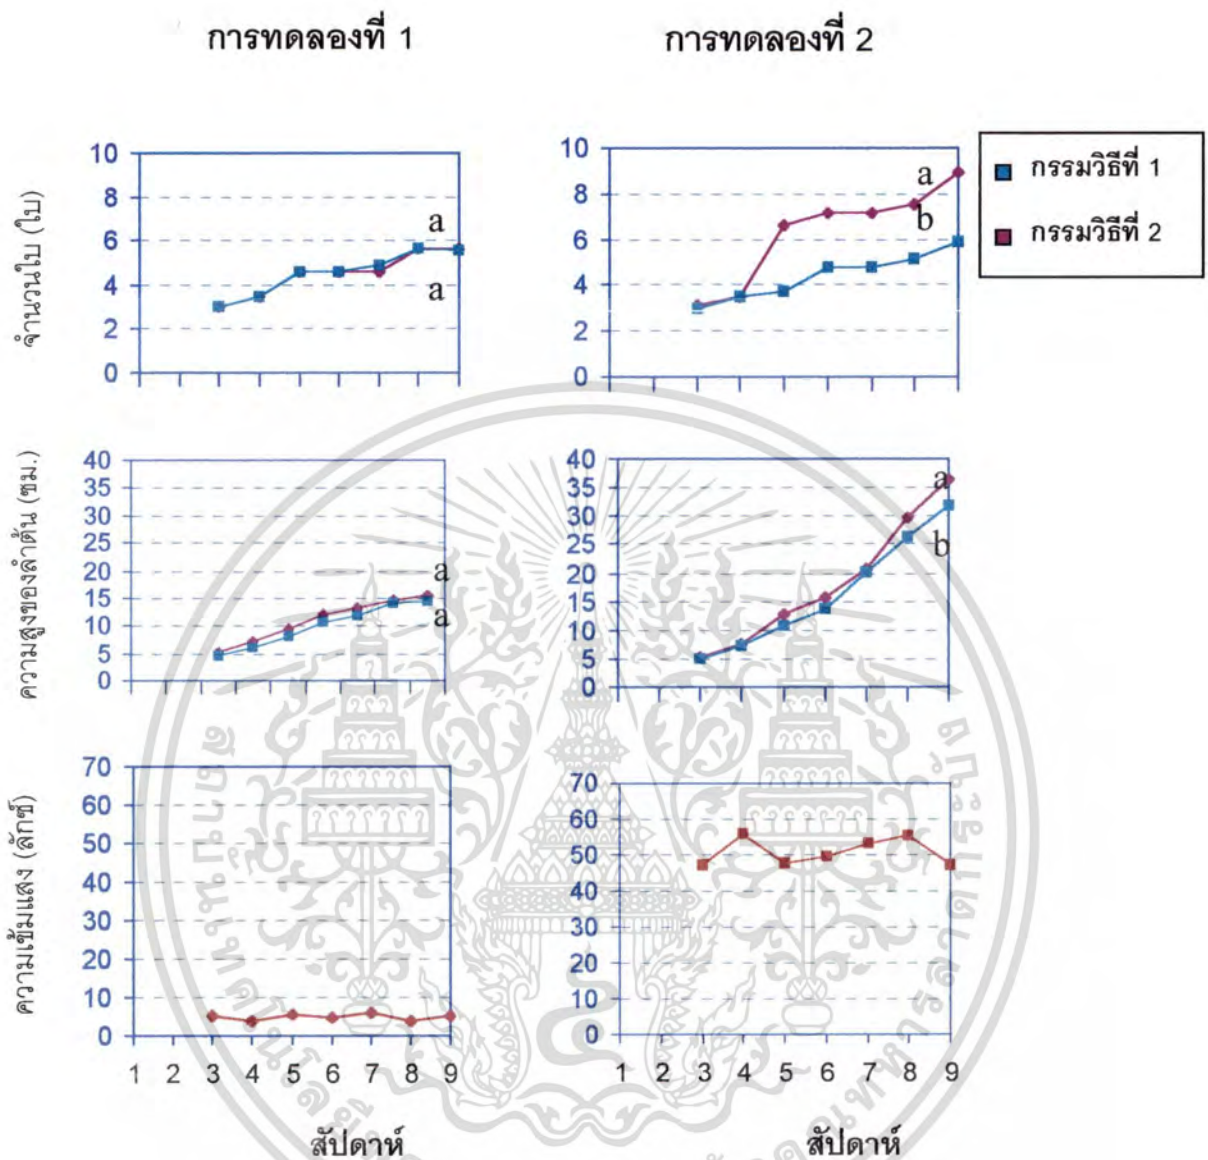 การทดลองที่ 1
การทดลองที่ 2
จำนวนใบ (ใบ)
10
8
6
4
2
0
a
a
10
8
6
4
2
0
a
b
กรรมวิธีที่ 1
กรรมวิธีที่ 2
ความสูงของลำต้น (ซม.)
40
35
30
25
20
15
10
5
0
a
a
40
35
30
25
20
15
10
5
0
a
b
ความเข้มแสง (ลักซ์)
70
60
50
40
30
20
10
0
1 2 3 4 5 6 7 8 9
สัปดาห์
70
60
50
40
30
20
10
0
1 2 3 4 5 6 7 8 9
สัปดาห์